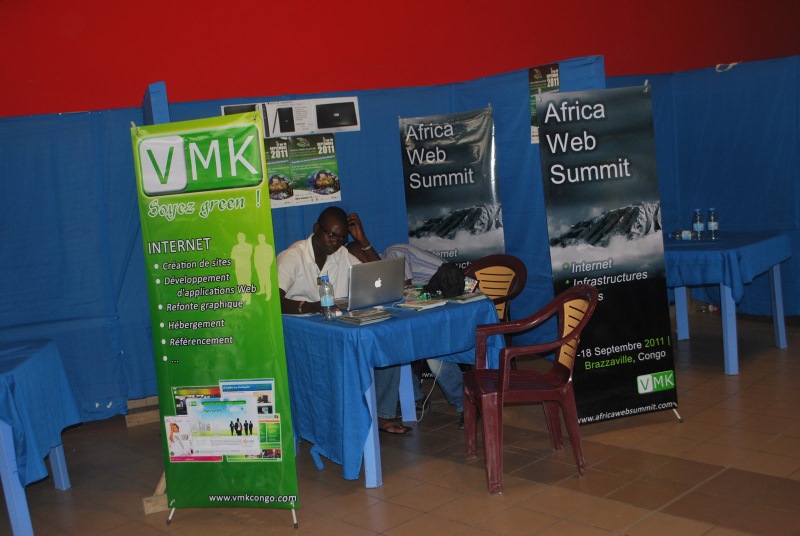 VMK
Soyez green !
INTERNET
Création de sites
Développement
d'applications Web
Refonte graphique
Hébergement
Référencement
...
www.vmkcongo.com
2011
Africa
Web
Summit
Africa
Web
Summit
Internet
Infrastructures
-18 Septembre 2011 |
Brazzaville, Congo
VMK
www.africawebsummit.com